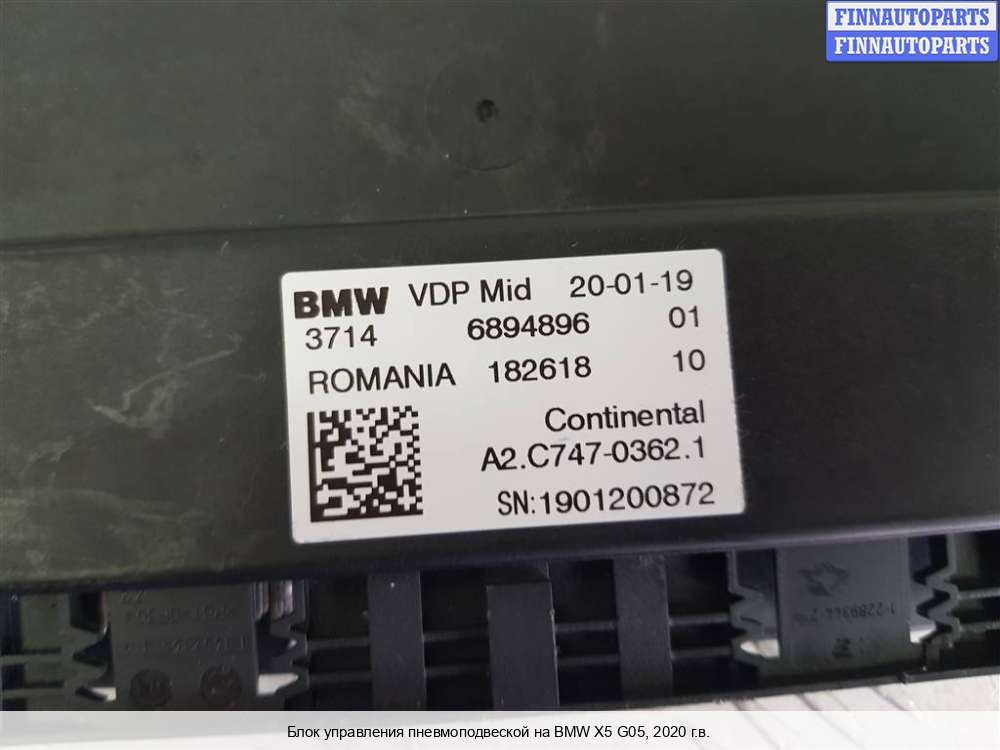 FINNAUTOPARTS
FINNAUTOPARTS
BMW VDP Mid 20-01-19
3714 6894896 01
ROMANIA 182618 10
Continental
A2.C747-0362.1
SN:1901200872
Блок управления пневмоподвеской на BMW X5 G05, 2020 г.в.